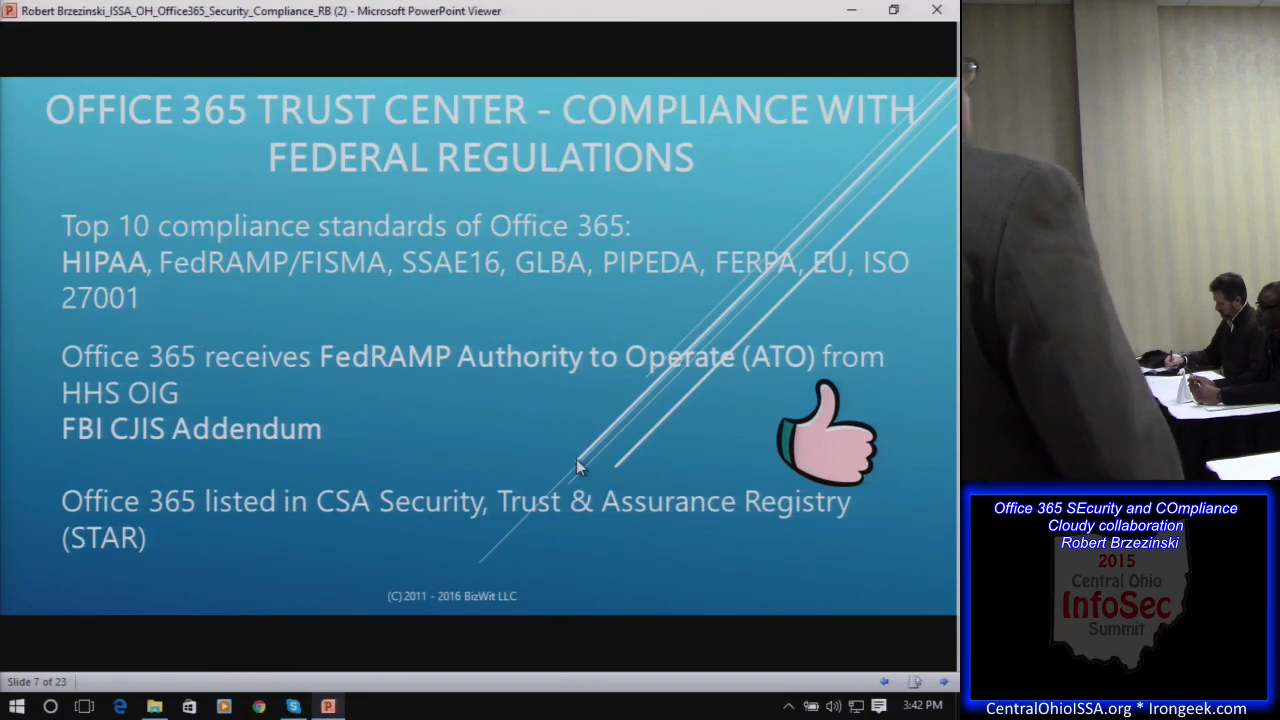 Robert Brzezinski_ISSA_OH_Office365_Security_Compliance_RB (2) - Microsoft PowerPoint Viewer
OFFICE 365 TRUST CENTER - COMPLIANCE WITH
FEDERAL REGULATIONS
Top 10 compliance standards of Office 365:
HIPAA, FedRAMP/FISMA, SSAE16, GLBA, PIPEDA, FERPA, EU, ISO
27001
Office 365 receives FedRAMP Authority to Operate (ATO) from
HHS OIG
FBI CJIS Addendum
Office 365 listed in CSA Security, Trust & Assurance Registry
(STAR)
(C) 2011 - 2016 BizWit LLC
Slide 7 of 23
3:42 PM
Office 365 SEcurity and COmpliance
Cloudy collaboration
Robert Brzezinski
2015
Central Ohio
InfoSec
Summit
CentralOhioISSA.org * Irongeek.com